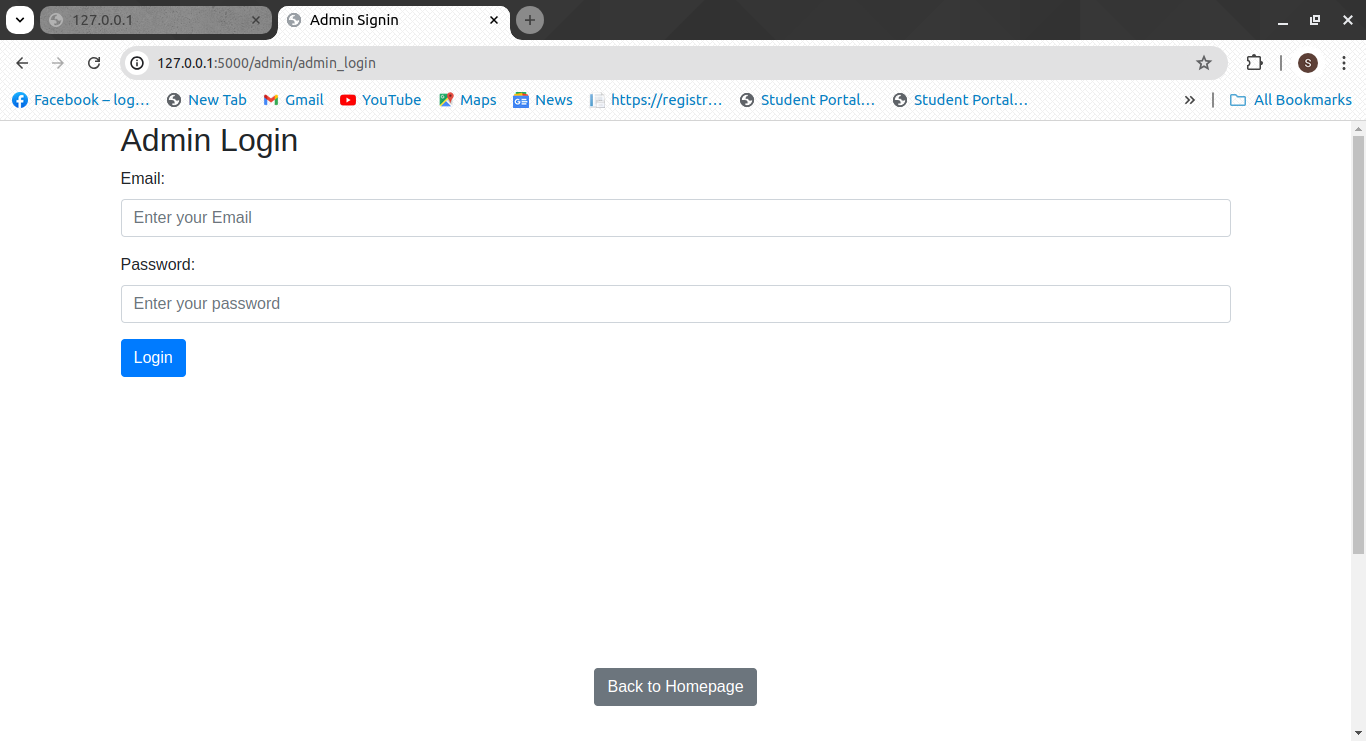 127.0.0.1
Admin Signin
127.0.0.1:5000/admin/admin_login
S
Facebook – log…
New Tab
Gmail
YouTube
Maps
News
https://registr…
Student Portal…
Student Portal…
All Bookmarks
Admin Login
Email:
Enter your Email
Password:
Enter your password
Login
Back to Homepage